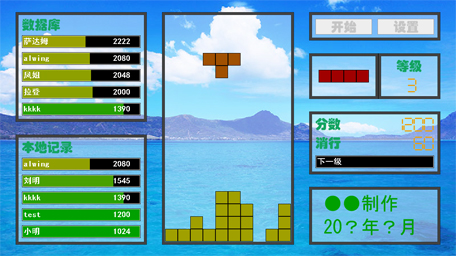 数据库
萨达姆 2222
alwing 2080
凤姐 2048
拉登 2000
kkkk 1390
本地记录
alwing 2080
刘明 1545
kkkk 1390
test 1200
小明 1024
开始 设置
等级
3
分数 200
消行
下一级
●●制作
20？年？月